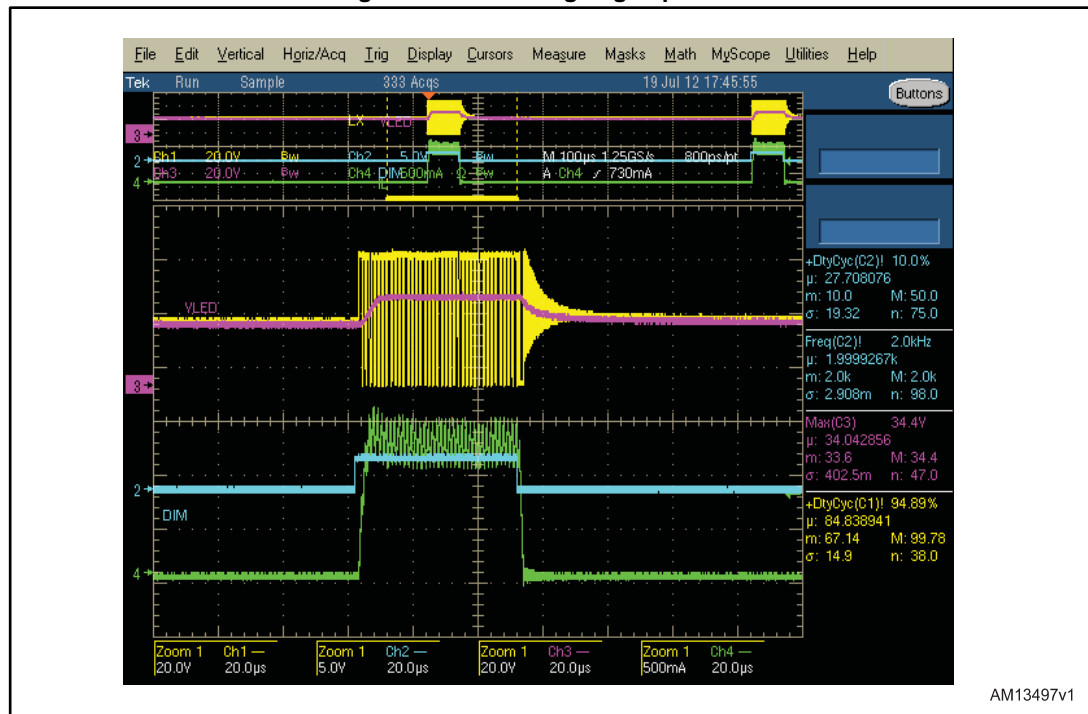 File Edit Vertical Horiz/Acq Trig Display Cursors Measure Masks Math MyScope Utilities Help
Tek Run Sample 333 Acqs 19 Jul 12 17:45:55
Buttons
LX VLED
3
2 Ch1 20.0V Bw Ch2 5.0V Bw M 100µs 1.25GS/s 800ps/pt
Ch3 20.0V Bw Ch4 500mA Ω Bw A Ch4 730mA
DIM
4
IL
+DtyCyc(C2)! 10.0%
µ: 27.708076
m: 10.0 M: 50.0
σ: 19.32 n: 75.0
VLED
Freq(C2)! 2.0kHz
µ: 1.9999267k
m: 2.0k M: 2.0k
σ: 2.908m n: 98.0
3
Max(C3) 34.4V
µ: 34.042856
m: 33.6 M: 34.4
σ: 402.5m n: 47.0
2
+DtyCyc(C1)! 94.89%
µ: 84.838941
m: 67.14 M: 99.78
σ: 14.9 n: 38.0
DIM
4
Zoom 1 Ch1 Zoom 1 Ch2 Zoom 1 Ch3 Zoom 1 Ch4
20.0V 20.0µs 5.0V 20.0µs 20.0V 20.0µs 500mA 20.0µs
AM13497v1